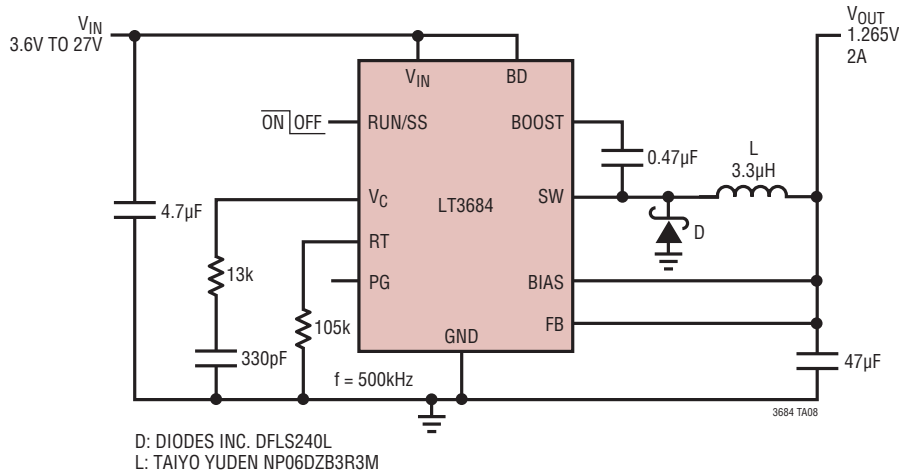 VIN
3.6V TO 27V
VOUT
1.265V
2A
VIN
BD
ON OFF
RUN/SS
BOOST
0.47µF
L
3.3µH
VC
LT3684
SW
4.7µF
D
RT
13k
PG
BIAS
105k
FB
GND
330pF
47µF
f = 500kHz
3684 TA08
D: DIODES INC. DFLS240L
L: TAIYO YUDEN NP06DZB3R3M